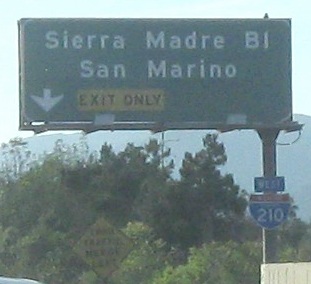 Sierra Madre Bl
San Marino
EXIT ONLY
WEST
210